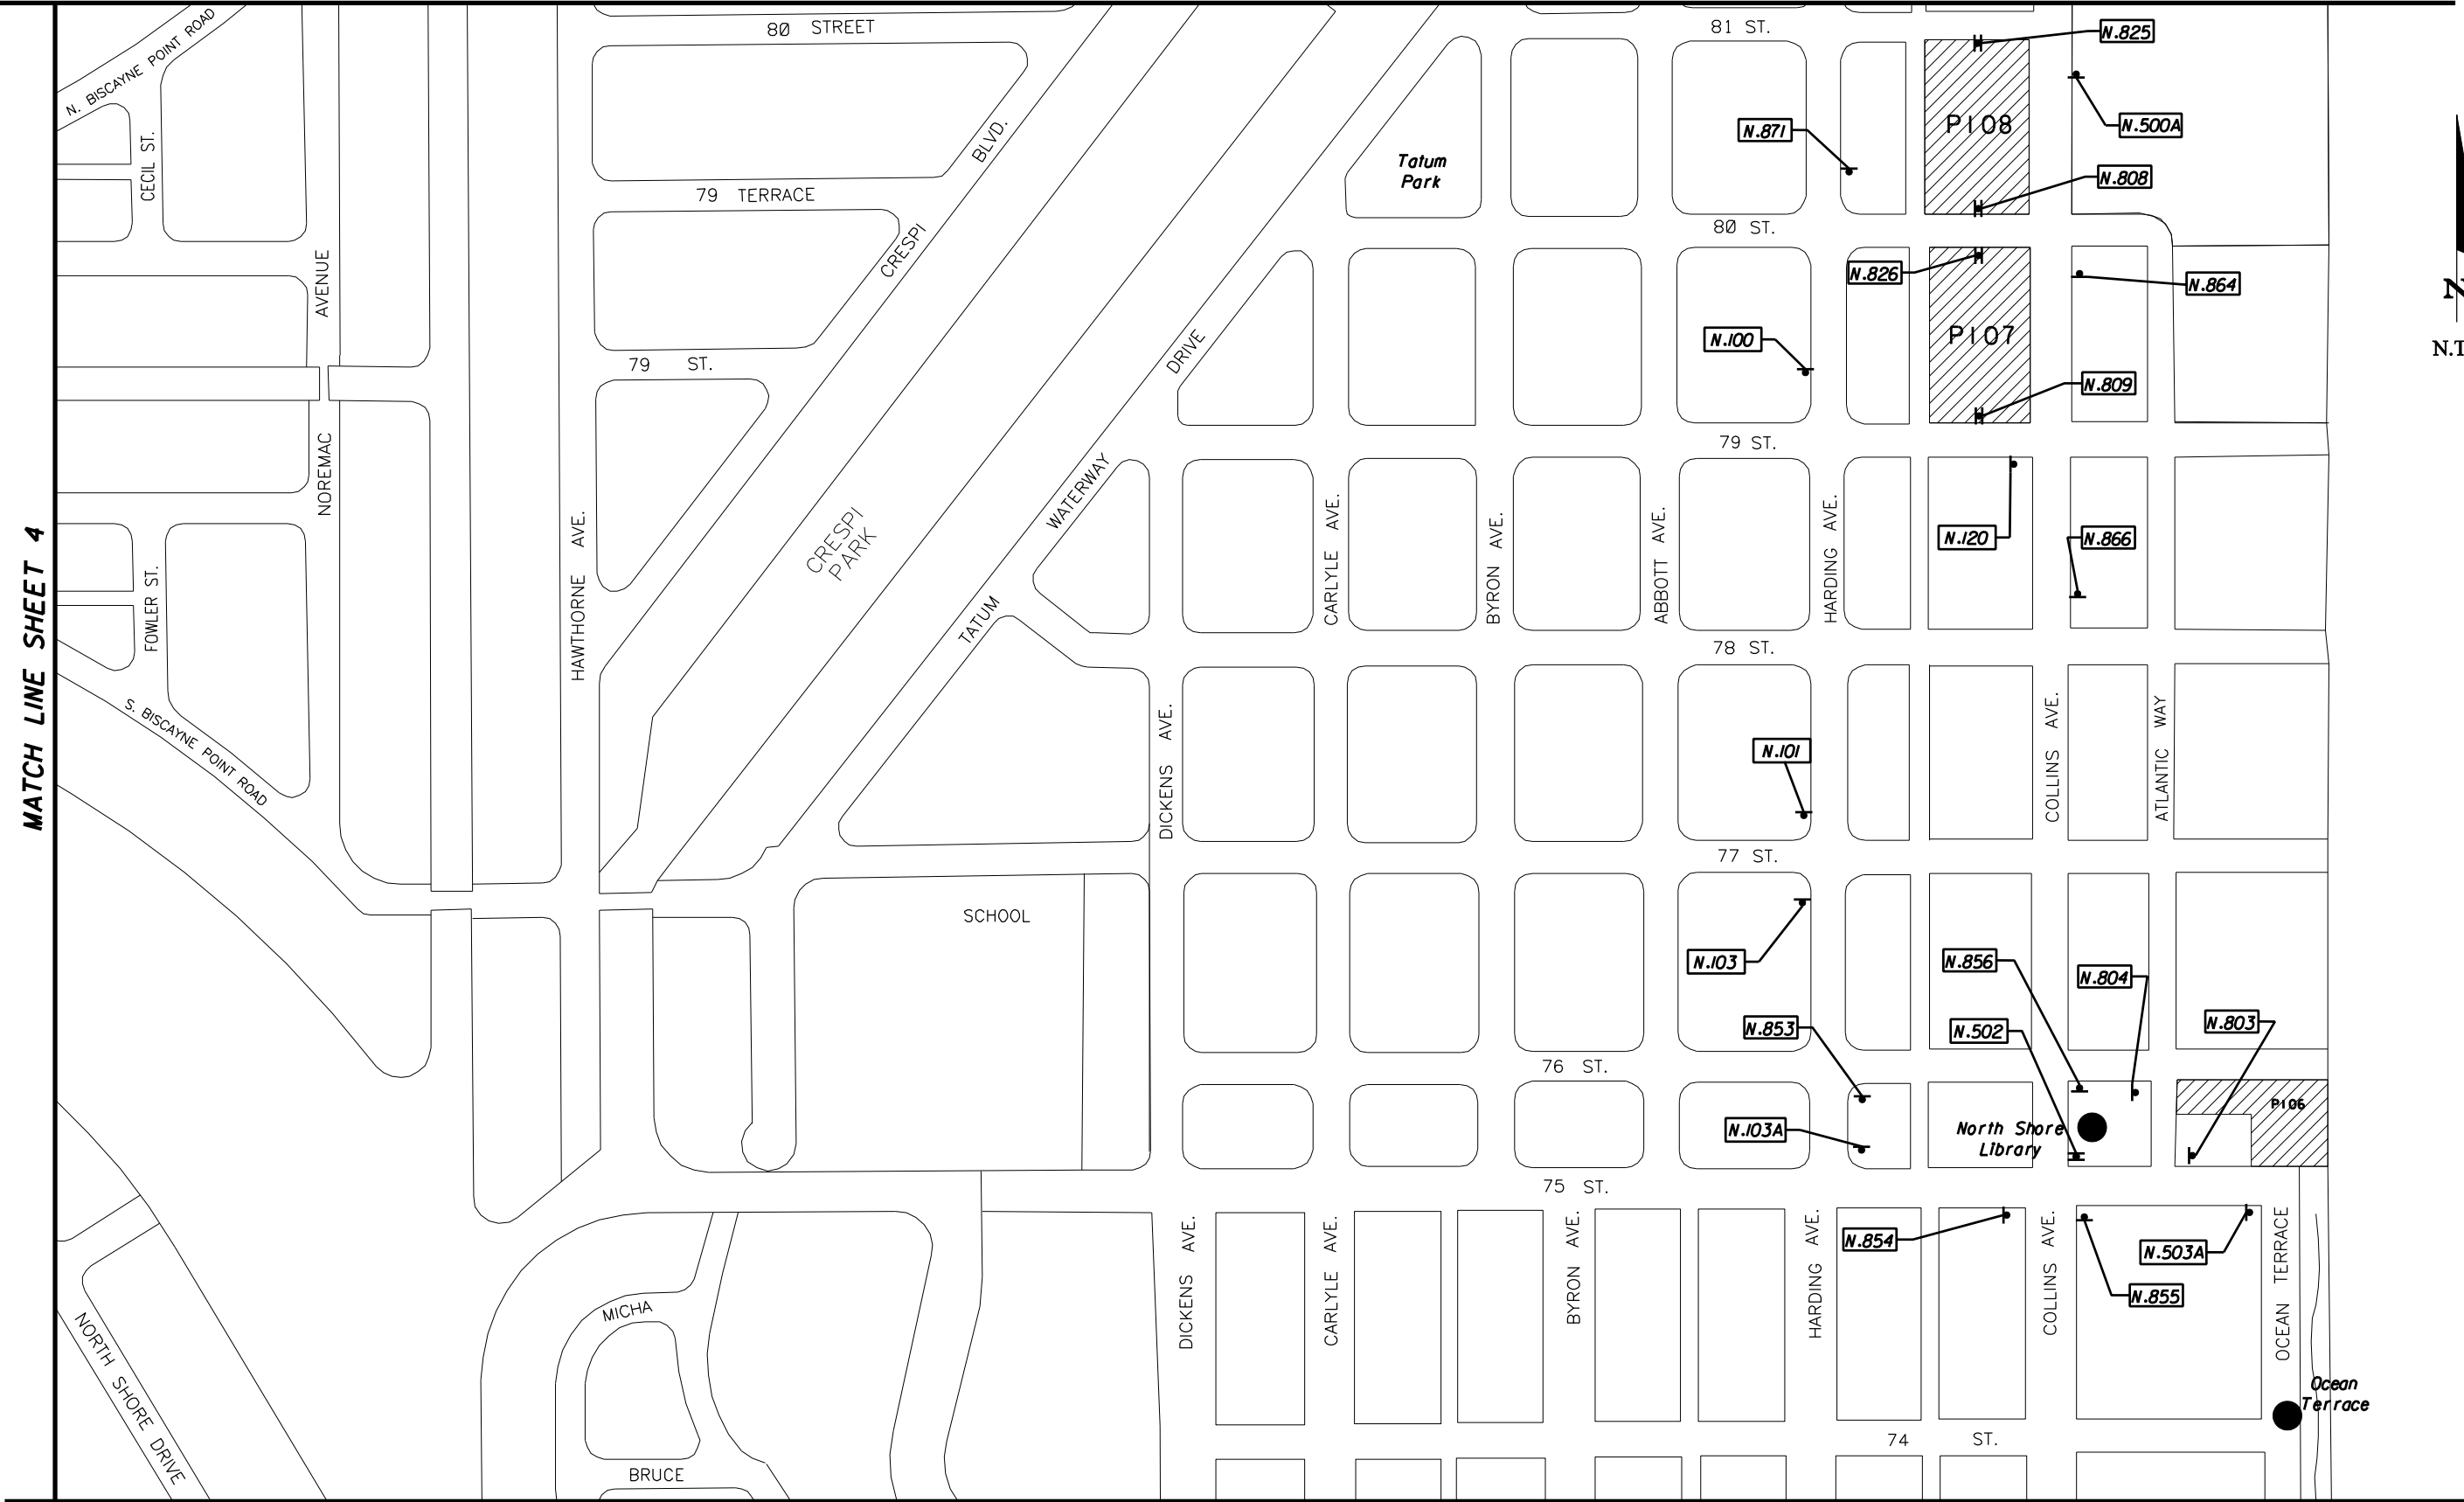 80 STREET
81 ST.
N.825
N. BISCAYNE POINT ROAD
CECIL ST.
BLVD.
N.871
P108
N.500A
Tatum
Park
N.808
79 TERRACE
80 ST.
CRESPI
AVENUE
N.826
N.864
N
N.T
N.100
P107
DRIVE
79 ST.
N.809
79 ST.
NOREMAC
WATERWAY
CRESPI
PARK
MATCH LINE SHEET 4
HAWTHORNE AVE.
CARLYLE AVE.
BYRON AVE.
ABBOTT AVE.
HARDING AVE.
N.120
N.866
FOWLER ST.
TATUM
78 ST.
S. BISCAYNE POINT ROAD
DICKENS AVE.
N.101
COLLINS AVE.
ATLANTIC WAY
77 ST.
SCHOOL
N.103
N.856
N.804
N.853
N.502
N.803
76 ST.
P106
N.103A
North Shore
Library
75 ST.
DICKENS AVE.
CARLYLE AVE.
BYRON AVE.
HARDING AVE.
N.854
COLLINS AVE.
N.503A
N.855
OCEAN TERRACE
MICHA
NORTH SHORE DRIVE
Ocean
Terrace
74 ST.
BRUCE